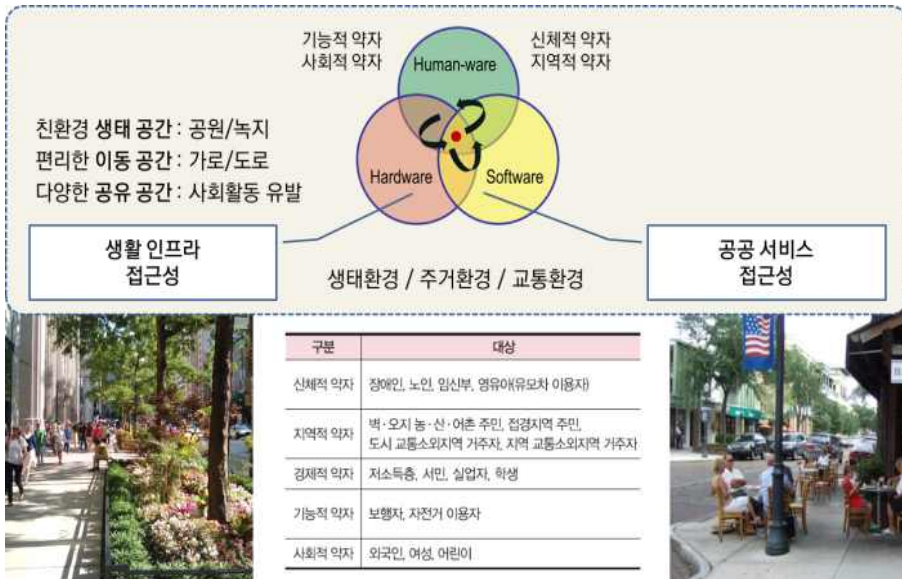 기능적 약자
사회적 약자
신체적 약자
지역적 약자
Human-ware
친환경 생태 공간 : 공원/녹지
편리한 이동 공간 : 가로/도로
다양한 공유 공간 : 사회활동 유발
Hardware
Software
생활 인프라
접근성
공공 서비스
접근성
생태환경 / 주거환경 / 교통환경
구분 대상
신체적 약자 장애인, 노인, 임신부, 영유아(유모차 이용자)
지역적 약자 벽·오지 농·산·어촌 주민, 접경지역 주민,
도시 교통소외지역 거주자, 지역 교통소외지역 거주자
경제적 약자 저소득층, 서민, 실업자, 학생
기능적 약자 보행자, 자전거 이용자
사회적 약자 외국인, 여성, 어린이